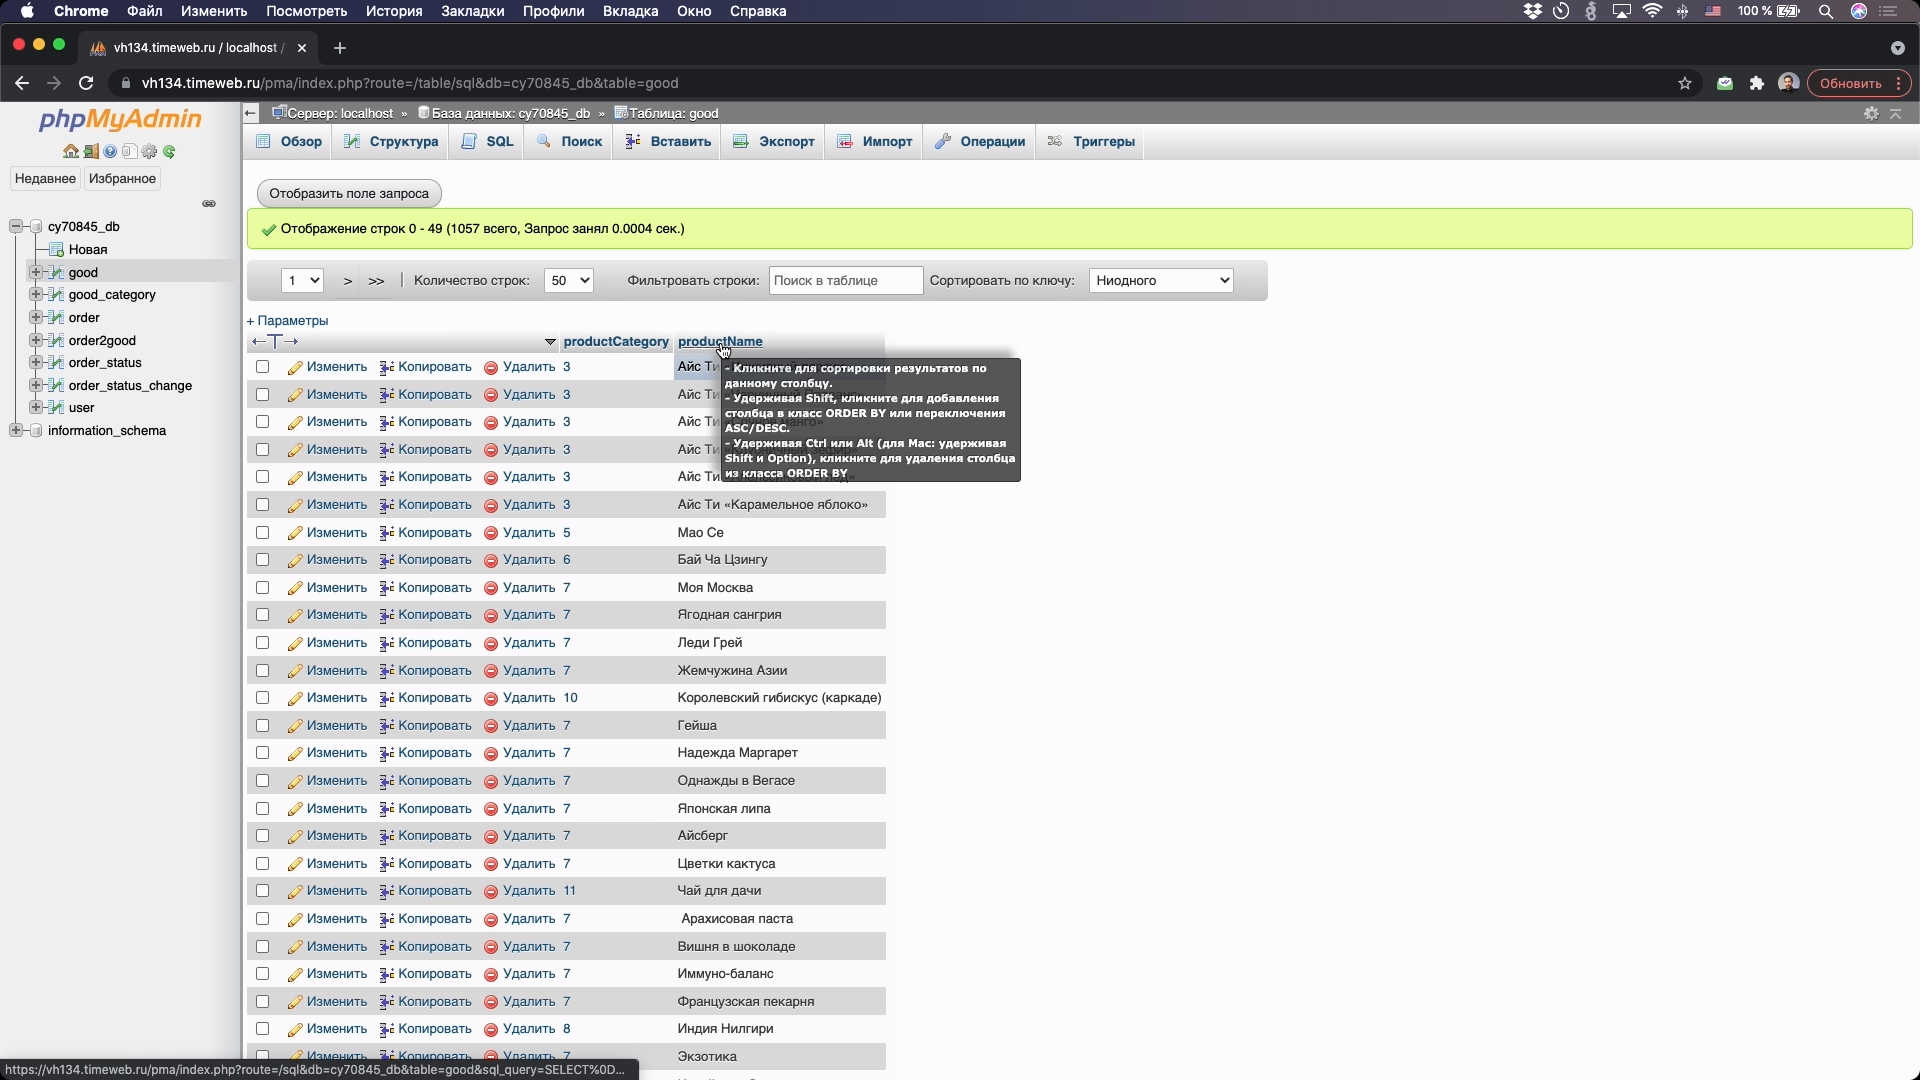 Chrome Файл Изменить Посмотреть История Закладки Профили Вкладка Окно Справка 100 %
vh134.timeweb.ru / localhost /
vh134.timeweb.ru/pma/index.php?route=/table/sql&db=cy70845_db&table=good Обновить
phpMyAdmin
Недавнее Избранное
cy70845_db
Новая
good
good_category
order
order2good
order_status
order_status_change
user
information_schema
Сервер: localhost » База данных: cy70845_db » Таблица: good
Обзор Структура SQL Поиск Вставить Экспорт Импорт Операции Триггеры
Отобразить поле запроса
Отображение строк 0 - 49 (1057 всего, Запрос занял 0.0004 сек.)
1 > >> | Количество строк: 50 Фильтровать строки: Поиск в таблице Сортировать по ключу: Ниодного
+ Параметры
←T→ productCategory productName
Изменить Копировать Удалить 3 Айс Ти
Изменить Копировать Удалить 3 Айс Ти
Изменить Копировать Удалить 3 Айс Ти
Изменить Копировать Удалить 3 Айс Ти
Изменить Копировать Удалить 3 Айс Ти
- Кликните для сортировки результатов по
данному столбцу.
- Удерживая Shift, кликните для добавления
столбца в класс ORDER BY или переключения
ASC/DESC.
- Удерживая Ctrl или Alt (для Mac: удерживая
Shift и Option), кликните для удаления столбца
из класса ORDER BY
Изменить Копировать Удалить 3 Айс Ти «Карамельное яблоко»
Изменить Копировать Удалить 5 Мао Се
Изменить Копировать Удалить 6 Бай Ча Цзингу
Изменить Копировать Удалить 7 Моя Москва
Изменить Копировать Удалить 7 Ягодная сангрия
Изменить Копировать Удалить 7 Леди Грей
Изменить Копировать Удалить 7 Жемчужина Азии
Изменить Копировать Удалить 10 Королевский гибискус (каркаде)
Изменить Копировать Удалить 7 Гейша
Изменить Копировать Удалить 7 Надежда Маргарет
Изменить Копировать Удалить 7 Однажды в Вегасе
Изменить Копировать Удалить 7 Японская липа
Изменить Копировать Удалить 7 Айсберг
Изменить Копировать Удалить 7 Цветки кактуса
Изменить Копировать Удалить 11 Чай для дачи
Изменить Копировать Удалить 7 Арахисовая паста
Изменить Копировать Удалить 7 Вишня в шоколаде
Изменить Копировать Удалить 7 Иммуно-баланс
Изменить Копировать Удалить 7 Французская пекарня
Изменить Копировать Удалить 8 Индия Нилгири
Изменить Копировать Удалить 7 Экзотика
https://vh134.timeweb.ru/pma/index.php?route=/sql&db=cy70845_db&table=good&sql_query=SELECT%0D...